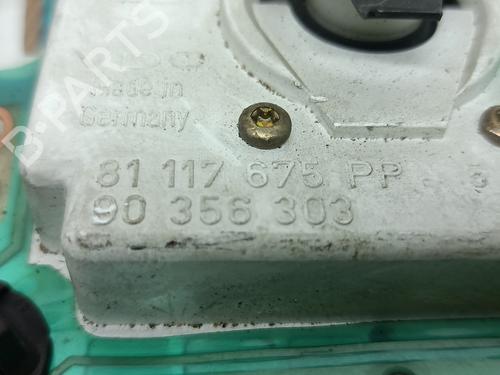 B-PARTS
Made in
Germany
81 117 675 PP
90 356 303